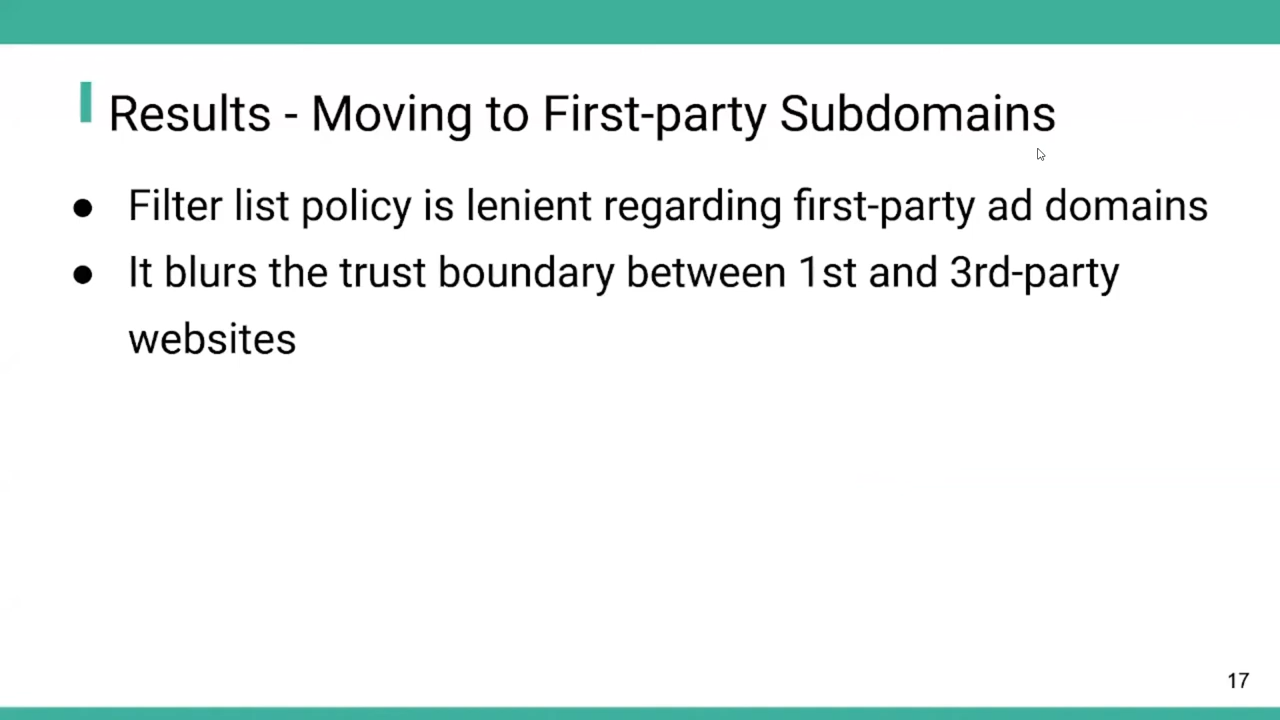 Results - Moving to First-party Subdomains
● Filter list policy is lenient regarding first-party ad domains
● It blurs the trust boundary between 1st and 3rd-party
websites
17